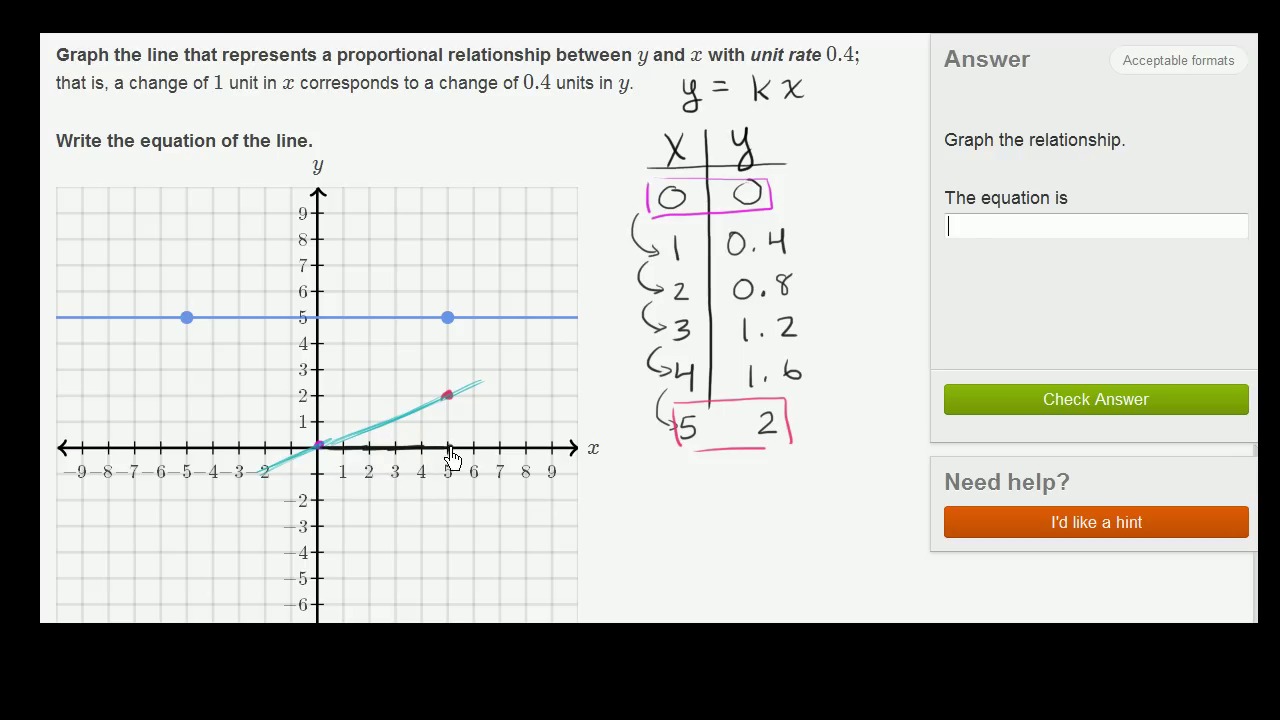 Graph the line that represents a proportional relationship between y and x with unit rate 0.4;
that is, a change of 1 unit in x corresponds to a change of 0.4 units in y.
y = kx
Write the equation of the line.
x y
0 0
1 0.4
2 0.8
3 1.2
4 1.6
5 2
y
9
8
7
6
5
4
3
2
1
x
−9 −8 −7 −6 −5 −4 −3 −2 1 2 3 4 5 6 7 8 9
−2
−3
−4
−5
−6
Answer
Acceptable formats
Graph the relationship.
The equation is
Check Answer
Need help?
I'd like a hint